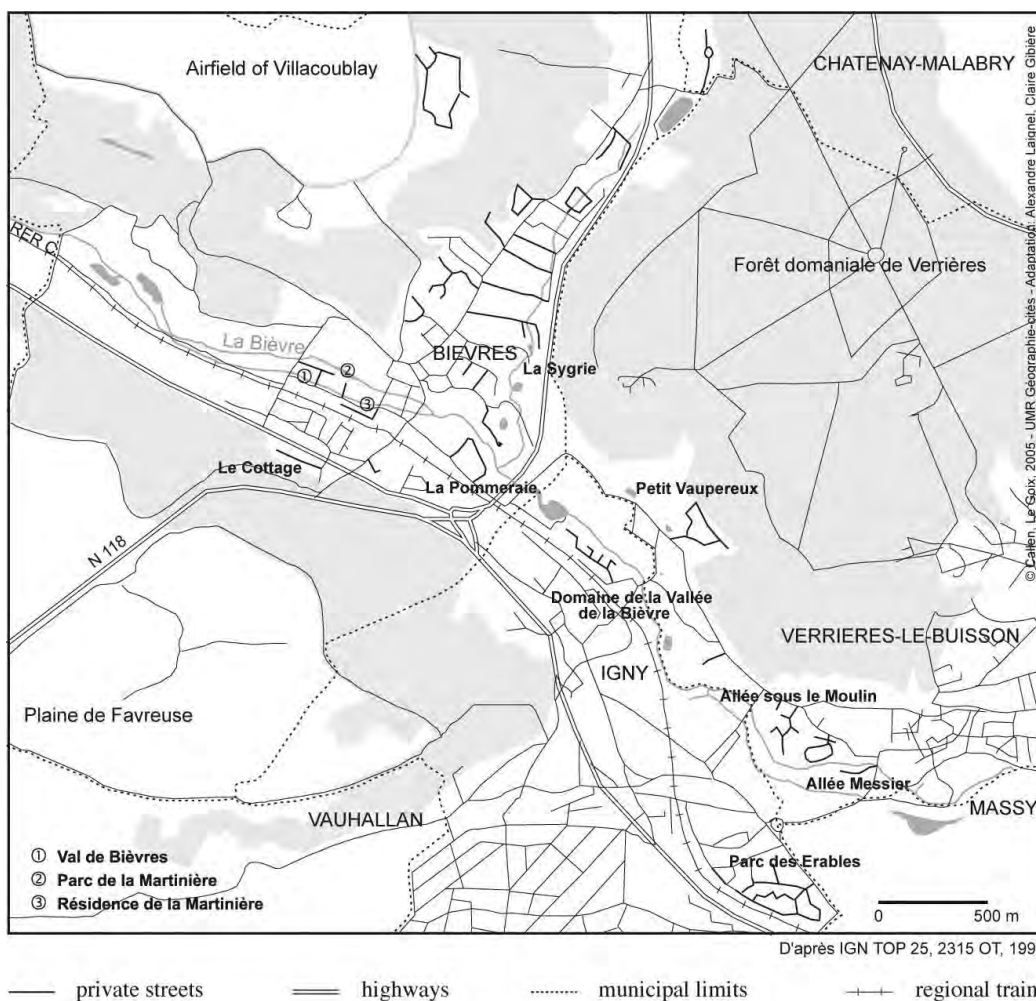 Airfield of Villacoublay
CHATENAY-MALABRY
© Callen, Le Goix, 2005 - UMR Géographie-cités - Adaptation: Alexandre Laignel, Claire Gibière
RER C
Forêt domaniale de Verrières
La Bièvre
BIEVRES
La Sygrie
①
②
③
Le Cottage
La Pommeraie
Petit Vaupereux
N 118
Domaine de la Vallée
de la Bièvre
VERRIERES-LE-BUISSON
IGNY
Plaine de Favreuse
Allée sous le Moulin
Allée Messier
VAUHALLAN
MASSY
① Val de Bièvres
② Parc de la Martinière
③ Résidence de la Martinière
Parc des Erables
0 500 m
D'après IGN TOP 25, 2315 OT, 199
private streets highways municipal limits regional train